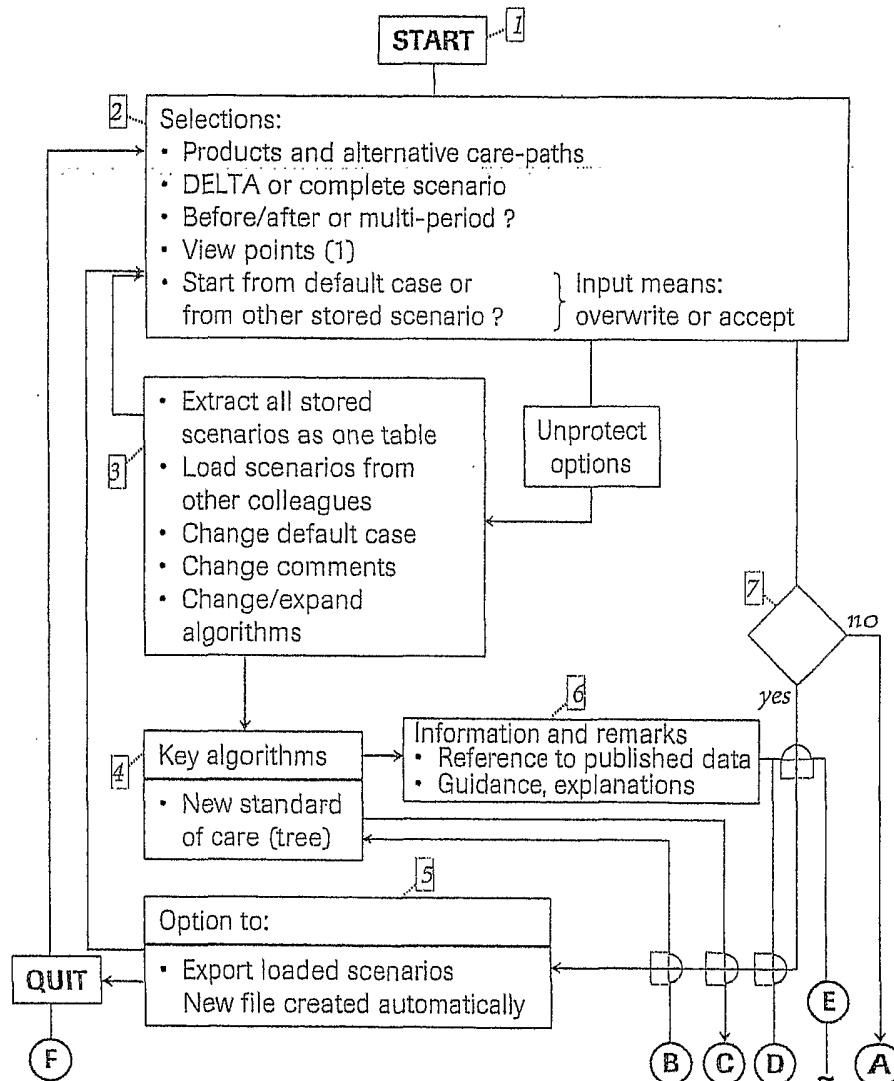 START
1
2
Selections:
• Products and alternative care-paths
• DELTA or complete scenario
• Before/after or multi-period ?
• View points (1)
• Start from default case or
from other stored scenario ?
Input means:
overwrite or accept
• Extract all stored
scenarios as one table
3
• Load scenarios from
other colleagues
• Change default case
• Change comments
• Change/expand
algorithms
Unprotect
options
7
no
yes
6
Information and remarks
• Reference to published data
• Guidance, explanations
4
Key algorithms
• New standard
of care (tree)
5
Option to:
• Export loaded scenarios
New file created automatically
QUIT
E
F
B
C
D
A